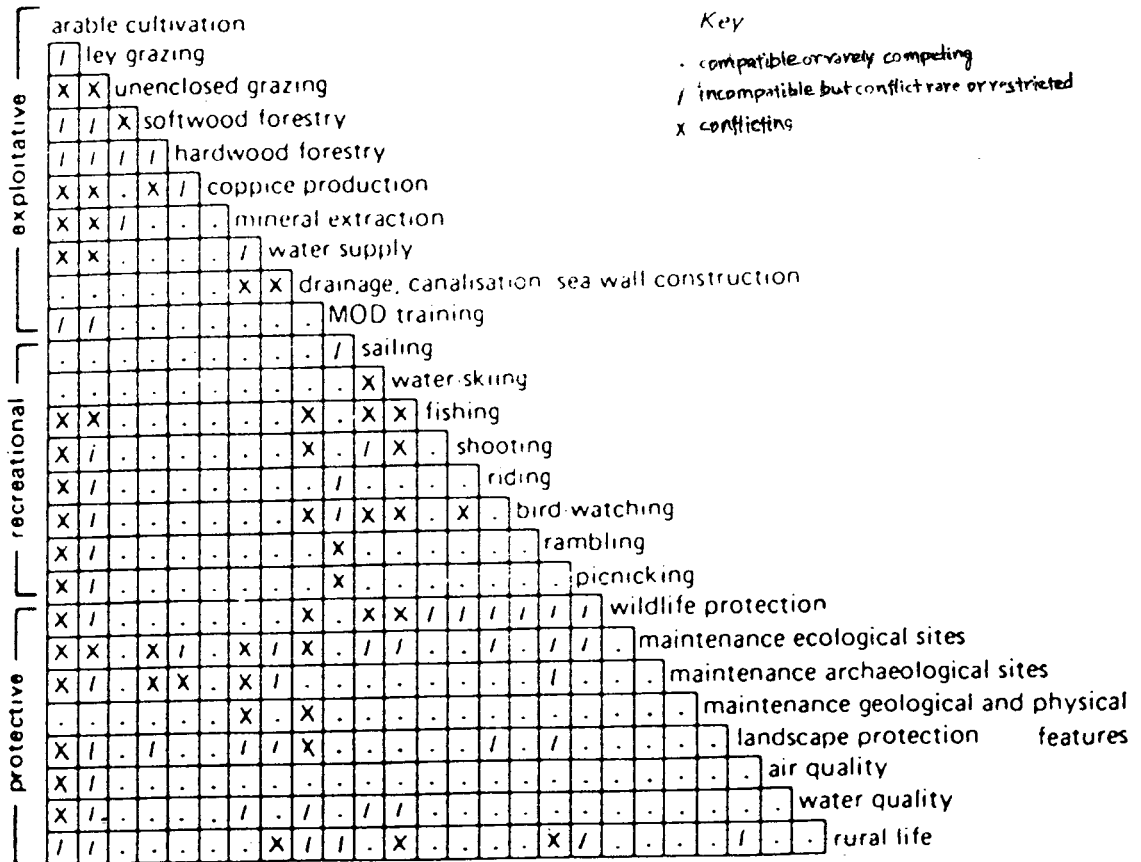 arable cultivation
Key
/ ley grazing
. compatible or rarely competing
X X unenclosed grazing
/ incompatible but conflict rare or restricted
/ / X softwood forestry
x conflicting
/ / / / hardwood forestry
X X . X / coppice production
X X / . . . mineral extraction
X X . . . . / water supply
. . . . . . X X drainage, canalisation sea wall construction
/ / . . . . . . . MOD training
. . . . . . . . . / sailing
. . . . . . . . . . X water-skiing
X X . . . . . . X . X X fishing
X i . . . . . . X . / X . shooting
X / . . . . . . . / . . . . riding
X / . . . . . . X / X X . X . bird-watching
X / . . . . . . . X . . . . . . rambling
X / . . . . . . . X . . . . . . . picnicking
X / . . . . . . X . X X / / / / / / wildlife protection
X X . X / . X / X . / / . . / . / / . maintenance ecological sites
X / . X X . X / . . . . . . . . / . . . maintenance archaeological sites
. . . . . . X . X . . . . . . . . . . . . maintenance geological and physical
X / . / . . / / X . . . . . / . / . . . . . landscape protection features
X / . . . . . . . . . . . . . . . . . . . . . air quality
X / . . . . / . / . / / . . . . . . . . . . . . water quality
/ / . . . . . X / / . X . . . . X / . . . . / . . rural life
exploitative
recreational
protective